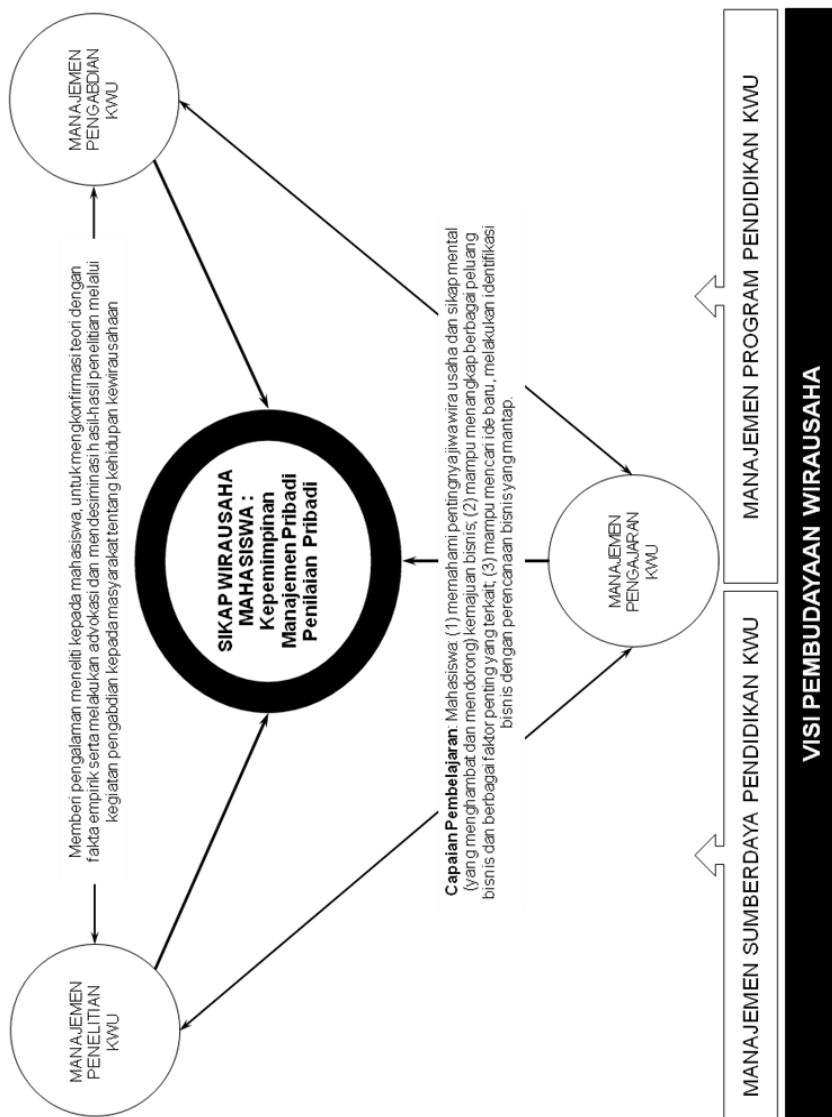 MANAJEMEN
PENELITIAN
KWU
Memberi pengalaman meneliti kepada mahasiswa, untuk mengkonfirmasi teori dengan
fakta empirik serta melakukan advokasi dan mendesiminasi hasil-hasil penelitian melalui
kegiatan pengabdian kepada masyarakat tentang kehidupan kewirausahaan
MANAJEMEN
PENGABDIAN
KWU
SIKAP WIRAUSAHA
MAHASISWA :
Kepemimpinan
Manajemen Pribadi
Penilaian Pribadi
Capaian Pembelajaran: Mahasiswa: (1) memahami pentingnya jiwa wira usaha dan sikap mental
(yang menghambat dan mendorong) kemajuan bisnis; (2) mampu menangkap berbagai peluang
bisnis dan berbagai faktor penting yang terkait; (3) mampu mencari ide baru, melakukan identifikasi
bisnis dengan perencanaan bisnis yang mantap.
MANAJEMEN
PENGAJARAN
KWU
MANAJEMEN SUMBERDAYA PENDIDIKAN KWU
MANAJEMEN PROGRAM PENDIDIKAN KWU
VISI PEMBUDAYAAN WIRAUSAHA